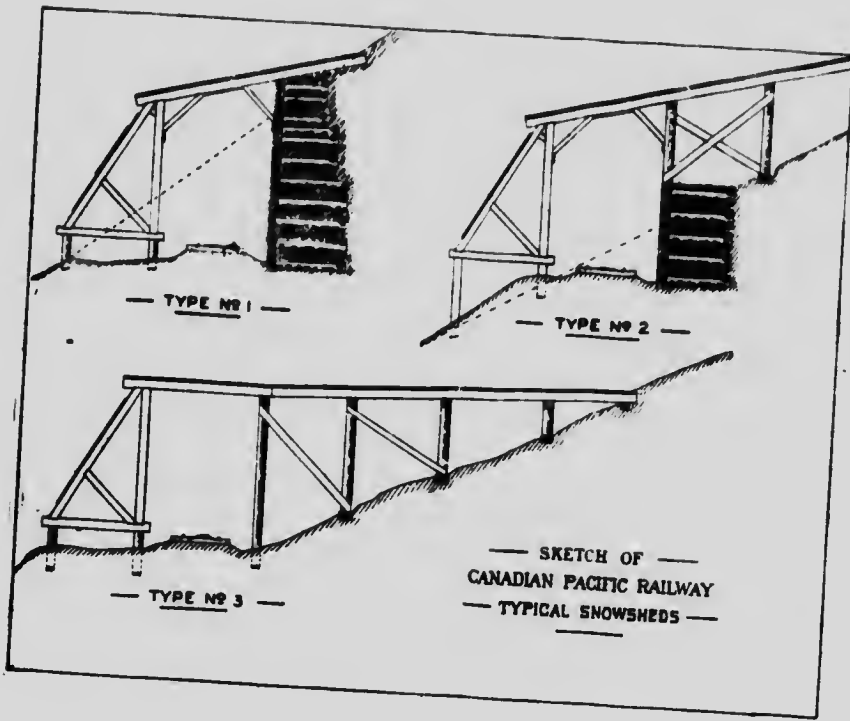 — TYPE Nº 1 —
— TYPE Nº 2 —
— TYPE Nº 3 —
— SKETCH OF —
CANADIAN PACIFIC RAILWAY
— TYPICAL SNOWSHEDS —